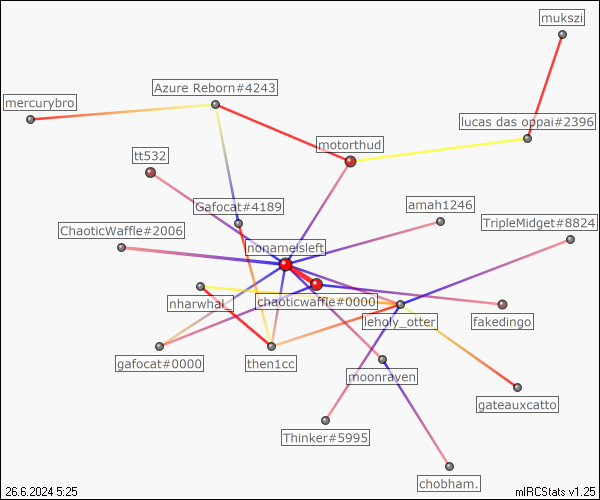 mukszi
Azure Reborn#4243
mercurybro
lucas das oppai#2396
motorthud
tt532
Gafocat#4189
amah1246
TripleMidget#8824
ChaoticWaffle#2006
nonameisleft
nharwhal
chaoticwaffle#0000
leholy_otter
fakedingo
gafocat#0000
then1cc
moonraven
gateauxcatto
Thinker#5995
chobham.
26.6.2024 5:25
mIRCStats v1.25